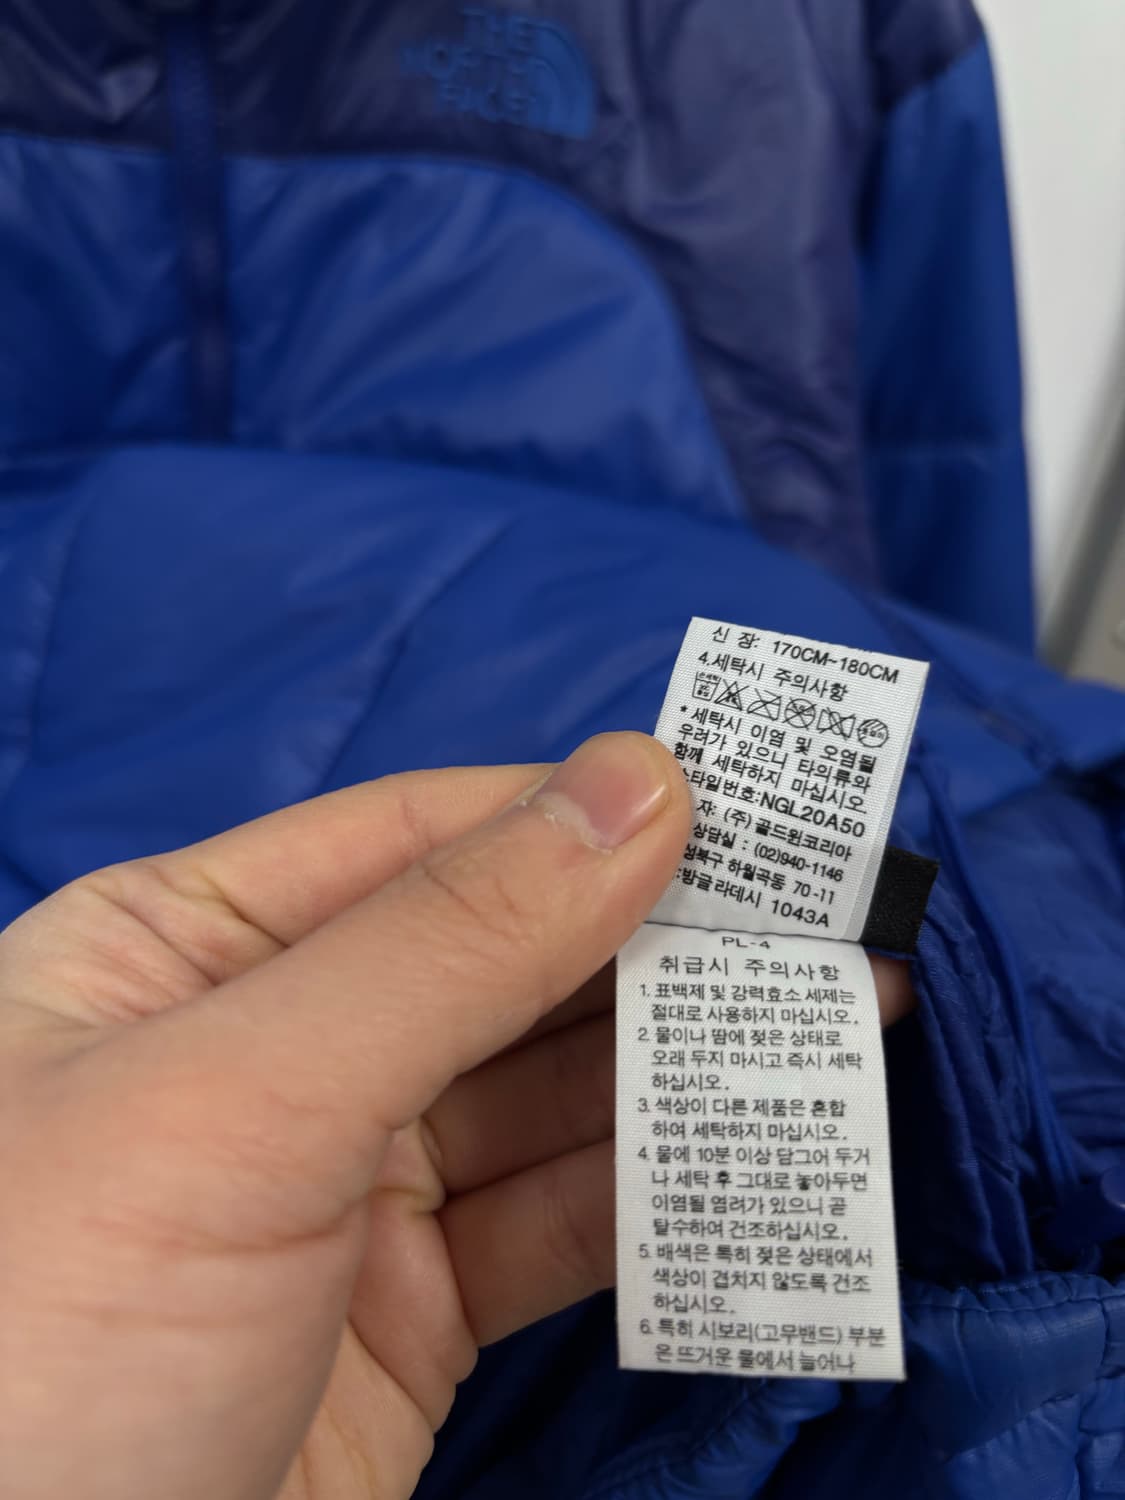 THE
NORTH
FACE
신 장: 170CM~180CM
4.세탁시 주의사항
* 세탁시 이염 및 오염될
우려가 있으니 타의류와
함께 세탁하지 마십시오
스타일번호:NGL20A50
자: (주)골드윈코리아
상담실 : (02)940-1146
성북구 하월곡동 70-11
:방글라데시 1043A
PL-4
취급시 주의사항
1. 표백제 및 강력효소 세제는
절대로 사용하지 마십시오.
2. 물이나 땀에 젖은 상태로
오래 두지 마시고 즉시 세탁
하십시오.
3. 색상이 다른 제품은 혼합
하여 세탁하지 마십시오.
4. 물에 10분 이상 담그어 두거
나 세탁 후 그대로 놓아두면
이염될 염려가 있으니 곧
탈수하여 건조하십시오.
5. 배색은 특히 젖은 상태에서
색상이 겹치지 않도록 건조
하십시오.
6. 특히 시보리(고무밴드) 부분
은 뜨거운 물에서 늘어나